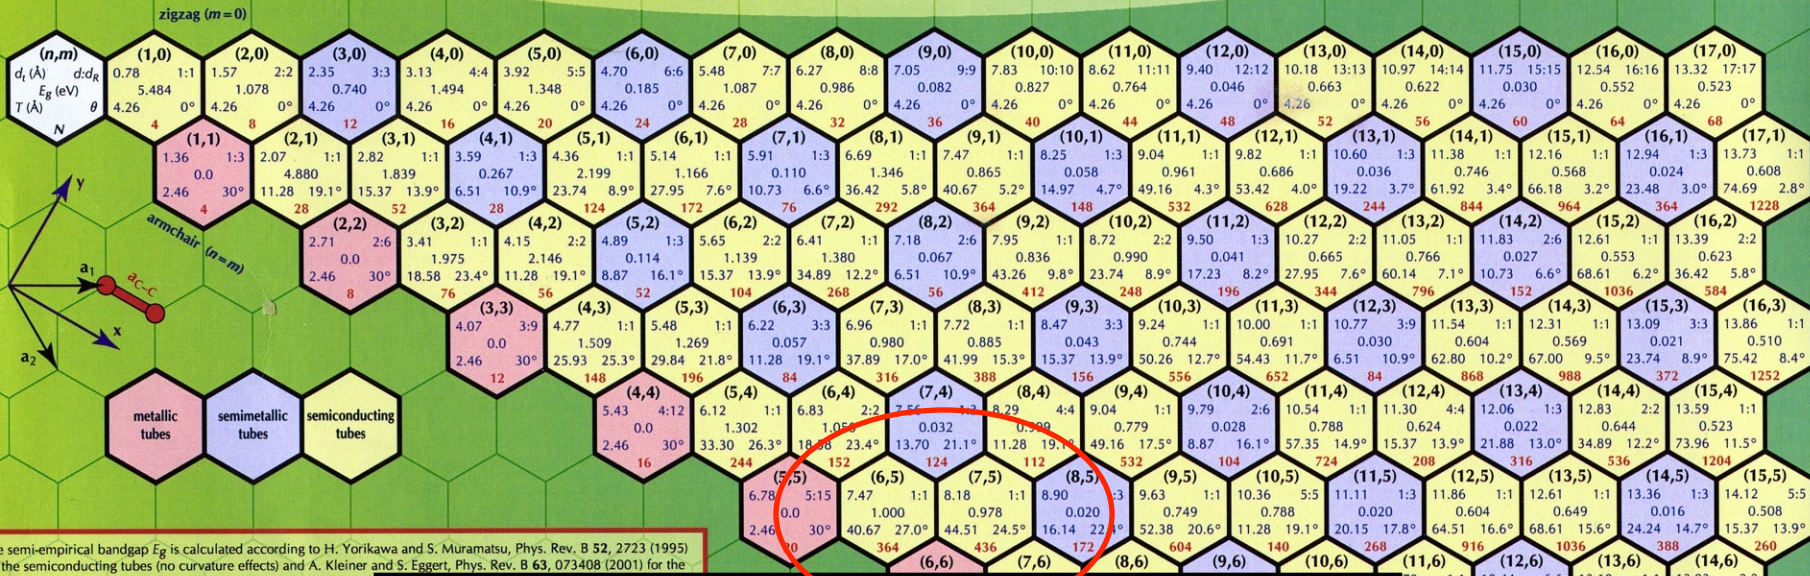 zigzag (m = 0)
(n,m) (1,0) (2,0) (3,0) (4,0) (5,0) (6,0) (7,0) (8,0) (9,0) (10,0) (11,0) (12,0) (13,0) (14,0) (15,0) (16,0) (17,0)
dt (Å) d:dR 0.78 1:1 1.57 2:2 2.35 3:3 3.13 4:4 3.92 5:5 4.70 6:6 5.48 7:7 6.27 8:8 7.05 9:9 7.83 10:10 8.62 11:11 9.40 12:12 10.18 13:13 10.97 14:14 11.75 15:15 12.54 16:16 13.32 17:17
Eg (eV) 5.484 1.078 0.740 1.494 1.348 0.185 1.087 0.986 0.082 0.827 0.764 0.046 0.663 0.622 0.030 0.552 0.523
T (Å) θ 4.26 0° 4.26 0° 4.26 0° 4.26 0° 4.26 0° 4.26 0° 4.26 0° 4.26 0° 4.26 0° 4.26 0° 4.26 0° 4.26 0° 4.26 0° 4.26 0° 4.26 0° 4.26 0° 4.26 0°
N 4 8 12 16 20 24 28 32 36 40 44 48 52 56 60 64 68
(1,1) (2,1) (3,1) (4,1) (5,1) (6,1) (7,1) (8,1) (9,1) (10,1) (11,1) (12,1) (13,1) (14,1) (15,1) (16,1) (17,1)
1.36 1:3 2.07 1:1 2.82 1:1 3.59 1:3 4.36 1:1 5.14 1:1 5.91 1:3 6.69 1:1 7.47 1:1 8.25 1:3 9.04 1:1 9.82 1:1 10.60 1:3 11.38 1:1 12.16 1:1 12.94 1:3 13.73 1:1
0.0 4.880 1.839 0.267 2.199 1.166 0.110 1.346 0.865 0.058 0.961 0.686 0.036 0.746 0.568 0.024 0.608
2.46 30° 11.28 19.1° 15.37 13.9° 6.51 10.9° 23.74 8.9° 27.95 7.6° 10.73 6.6° 36.42 5.8° 40.67 5.2° 14.97 4.7° 49.16 4.3° 53.42 4.0° 19.22 3.7° 61.92 3.4° 66.18 3.2° 23.48 3.0° 74.69 2.8°
4 28 52 28 124 172 76 292 364 148 532 628 244 844 964 364 1228
y
armchair (n=m)
(2,2) (3,2) (4,2) (5,2) (6,2) (7,2) (8,2) (9,2) (10,2) (11,2) (12,2) (13,2) (14,2) (15,2) (16,2)
2.71 2:6 3.41 1:1 4.15 2:2 4.89 1:3 5.65 2:2 6.41 1:1 7.18 2:6 7.95 1:1 8.72 2:2 9.50 1:3 10.27 2:2 11.05 1:1 11.83 2:6 12.61 1:1 13.39 2:2
0.0 1.975 2.146 0.114 1.139 1.380 0.067 0.836 0.990 0.041 0.665 0.766 0.027 0.553 0.623
2.46 30° 18.58 23.4° 11.28 19.1° 8.87 16.1° 15.37 13.9° 34.89 12.2° 6.51 10.9° 43.26 9.8° 23.74 8.9° 17.23 8.2° 27.95 7.6° 60.14 7.1° 10.73 6.6° 68.61 6.2° 36.42 5.8°
8 76 56 52 104 268 56 412 248 196 344 796 152 1036 584
a1
aC–C
x
a2
(3,3) (4,3) (5,3) (6,3) (7,3) (8,3) (9,3) (10,3) (11,3) (12,3) (13,3) (14,3) (15,3) (16,3)
4.07 3:9 4.77 1:1 5.48 1:1 6.22 3:3 6.96 1:1 7.72 1:1 8.47 3:3 9.24 1:1 10.00 1:1 10.77 3:9 11.54 1:1 12.31 1:1 13.09 3:3 13.86 1:1
0.0 1.509 1.269 0.057 0.980 0.885 0.043 0.744 0.691 0.030 0.604 0.569 0.021 0.510
2.46 30° 25.93 25.3° 29.84 21.8° 11.28 19.1° 37.89 17.0° 41.99 15.3° 15.37 13.9° 50.26 12.7° 54.43 11.7° 6.51 10.9° 62.80 10.2° 67.00 9.5° 23.74 8.9° 75.42 8.4°
12 148 196 84 316 388 156 556 652 84 868 988 372 1252
metallic
tubes
semimetallic
tubes
semiconducting
tubes
(4,4) (5,4) (6,4) (7,4) (8,4) (9,4) (10,4) (11,4) (12,4) (13,4) (14,4) (15,4)
5.43 4:12 6.12 1:1 6.83 2:2 7.56 1:3 8.29 4:4 9.04 1:1 9.79 2:6 10.54 1:1 11.30 4:4 12.06 1:3 12.83 2:2 13.59 1:1
0.0 1.302 0.032 0.779 0.028 0.788 0.624 0.022 0.644 0.523
2.46 30° 33.30 26.3° 18.58 23.4° 13.70 21.1° 11.28 19.1° 49.16 17.5° 8.87 16.1° 57.35 14.9° 15.37 13.9° 21.88 13.0° 34.89 12.2° 73.96 11.5°
16 244 152 124 112 532 104 724 208 316 536 1204
(5,5) (6,5) (7,5) (8,5) (9,5) (10,5) (11,5) (12,5) (13,5) (14,5) (15,5)
6.78 5:15 7.47 1:1 8.18 1:1 8.90 1:3 9.63 1:1 10.36 5:5 11.11 1:3 11.86 1:1 12.61 1:1 13.36 1:3 14.12 5:5
0.0 1.000 0.978 0.020 0.749 0.788 0.020 0.604 0.649 0.016 0.508
2.46 30° 40.67 27.0° 44.51 24.5° 16.14 22.4° 52.38 20.6° 11.28 19.1° 20.15 17.8° 64.51 16.6° 68.61 15.6° 24.24 14.7° 15.37 13.9°
20 364 436 172 604 140 268 916 1036 388 260
(6,6) (7,6) (8,6) (9,6) (10,6) (11,6) (12,6) (13,6) (14,6)
e semi-empirical bandgap Eg is calculated according to H. Yorikawa and S. Muramatsu, Phys. Rev. B 52, 2723 (1995)
the semiconducting tubes (no curvature effects) and A. Kleiner and S. Eggert, Phys. Rev. B 63, 073408 (2001) for the